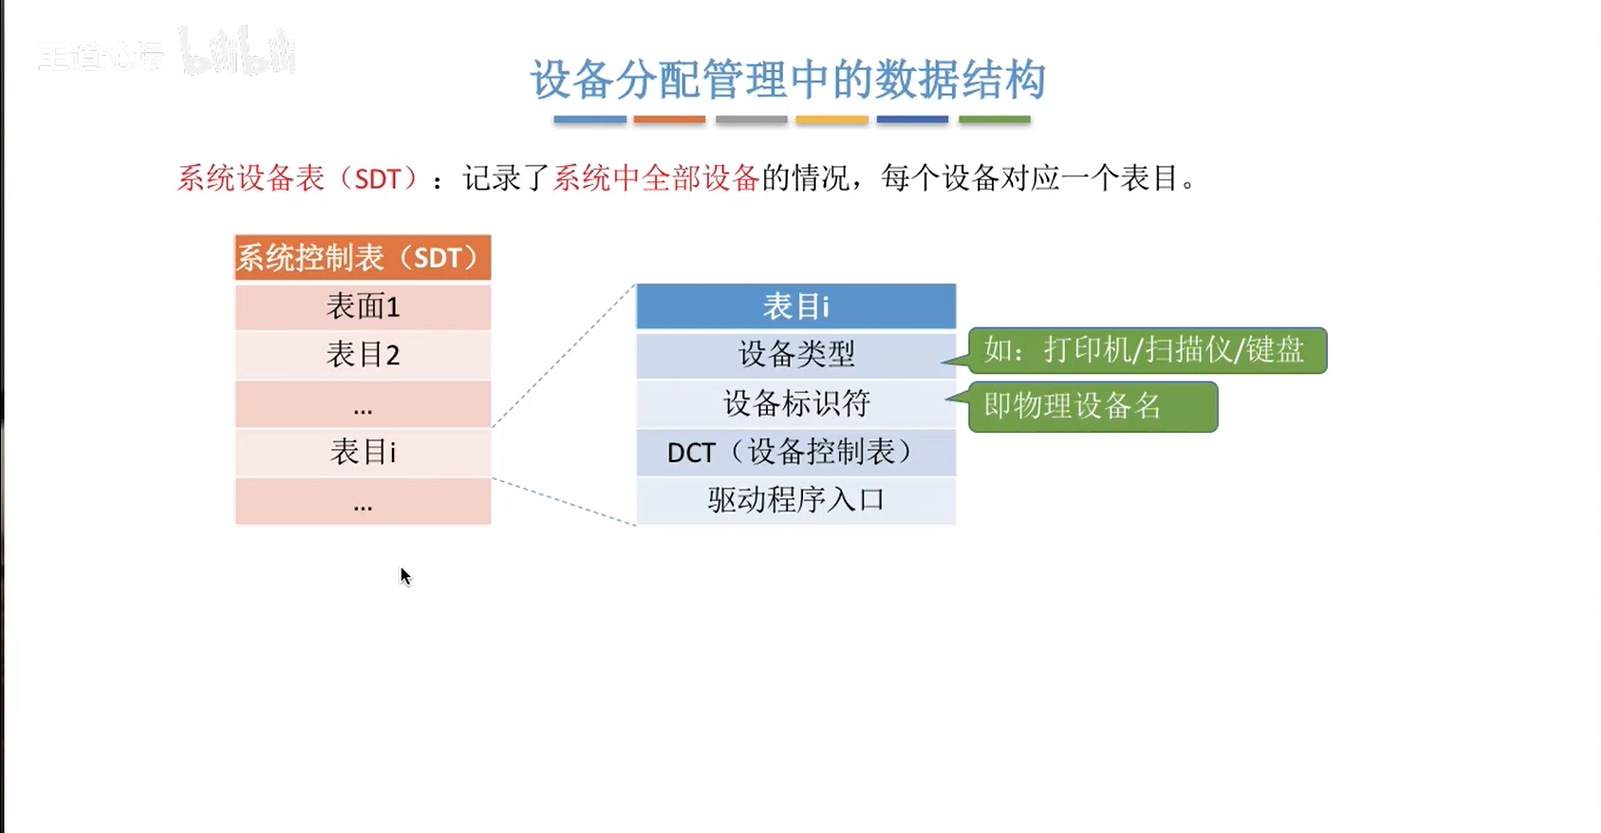 王道论坛 bilibili
设备分配管理中的数据结构
系统设备表（SDT）：记录了系统中全部设备的情况，每个设备对应一个表目。
系统控制表（SDT）
表面1
表目2
...
表目i
...
表目i
设备类型
设备标识符
DCT（设备控制表）
驱动程序入口
如：打印机/扫描仪/键盘
即物理设备名